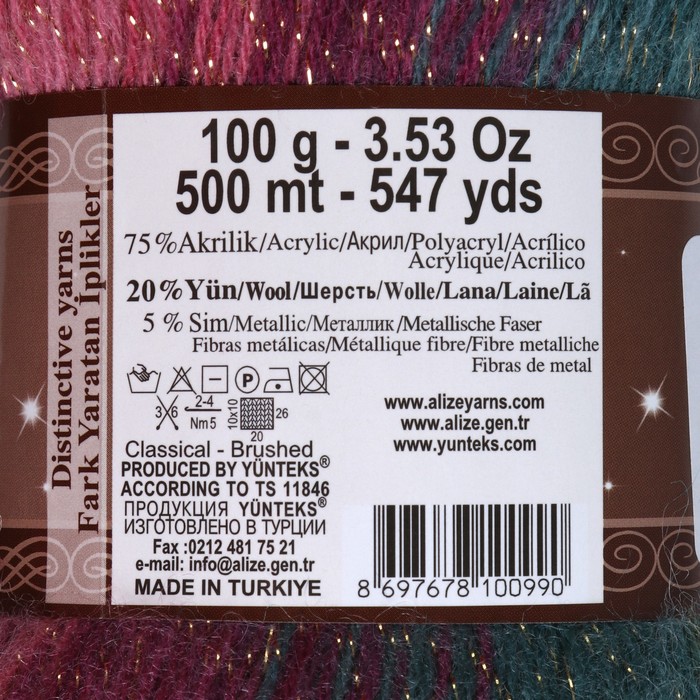 Distinctive yarns
Fark Yaratan İplikler
100 g - 3.53 Oz
500 mt - 547 yds
75%Akrilik/Acrylic/Акрил/Polyacryl/Acrílico
Acrylique/Acrilico
20%Yün/Wool/Шерсть/Wolle/Lana/Laine/Lã
5 % Sim/Metallic/Металлик/Metallische Faser
Fibras metálicas/Métallique fibre/Fibre metalliche
Fibras de metal
P
3 6
2-4
Nm5
10x10
26
20
www.alizeyarns.com
www.alize.gen.tr
www.yunteks.com
Classical - Brushed
PRODUCED BY YÜNTEKS®
ACCORDING TO TS 11846
ПРОДУКЦИЯ YÜNTEKS®
ИЗГОТОВЛЕНО В ТУРЦИИ
Fax :0212 481 75 21
e-mail: info@alize.gen.tr
MADE IN TURKIYE
8 697678 100990